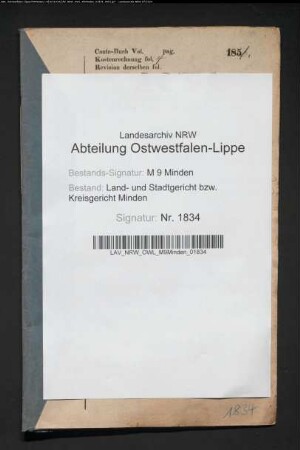 Casta-Buch Vol. pag. 185
Kostenrechnung fol.
Revision derselben fol.
Landesarchiv NRW
Abteilung Ostwestfalen-Lippe
Bestands-Signatur: M 9 Minden
Bestand: Land- und Stadtgericht bzw.
Kreisgericht Minden
Signatur: Nr. 1834
LAV_NRW_OWL_M9Minden_01834
1834